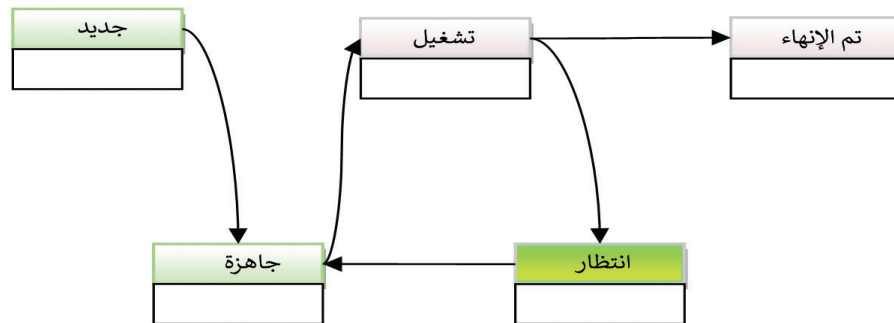 جديد
تشغيل
تم الإنهاء
جاهزة
انتظار